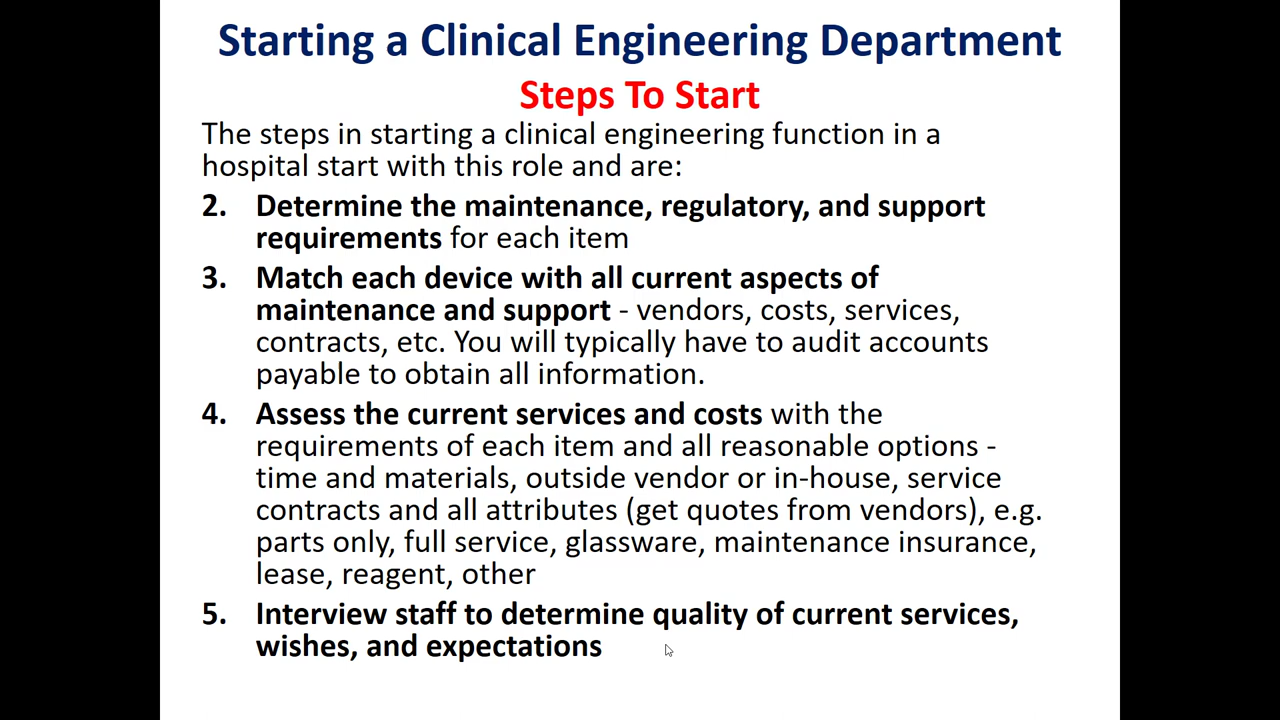 Starting a Clinical Engineering Department
Steps To Start
The steps in starting a clinical engineering function in a
hospital start with this role and are:
2. Determine the maintenance, regulatory, and support
requirements for each item
3. Match each device with all current aspects of
maintenance and support - vendors, costs, services,
contracts, etc. You will typically have to audit accounts
payable to obtain all information.
4. Assess the current services and costs with the
requirements of each item and all reasonable options -
time and materials, outside vendor or in-house, service
contracts and all attributes (get quotes from vendors), e.g.
parts only, full service, glassware, maintenance insurance,
lease, reagent, other
5. Interview staff to determine quality of current services,
wishes, and expectations